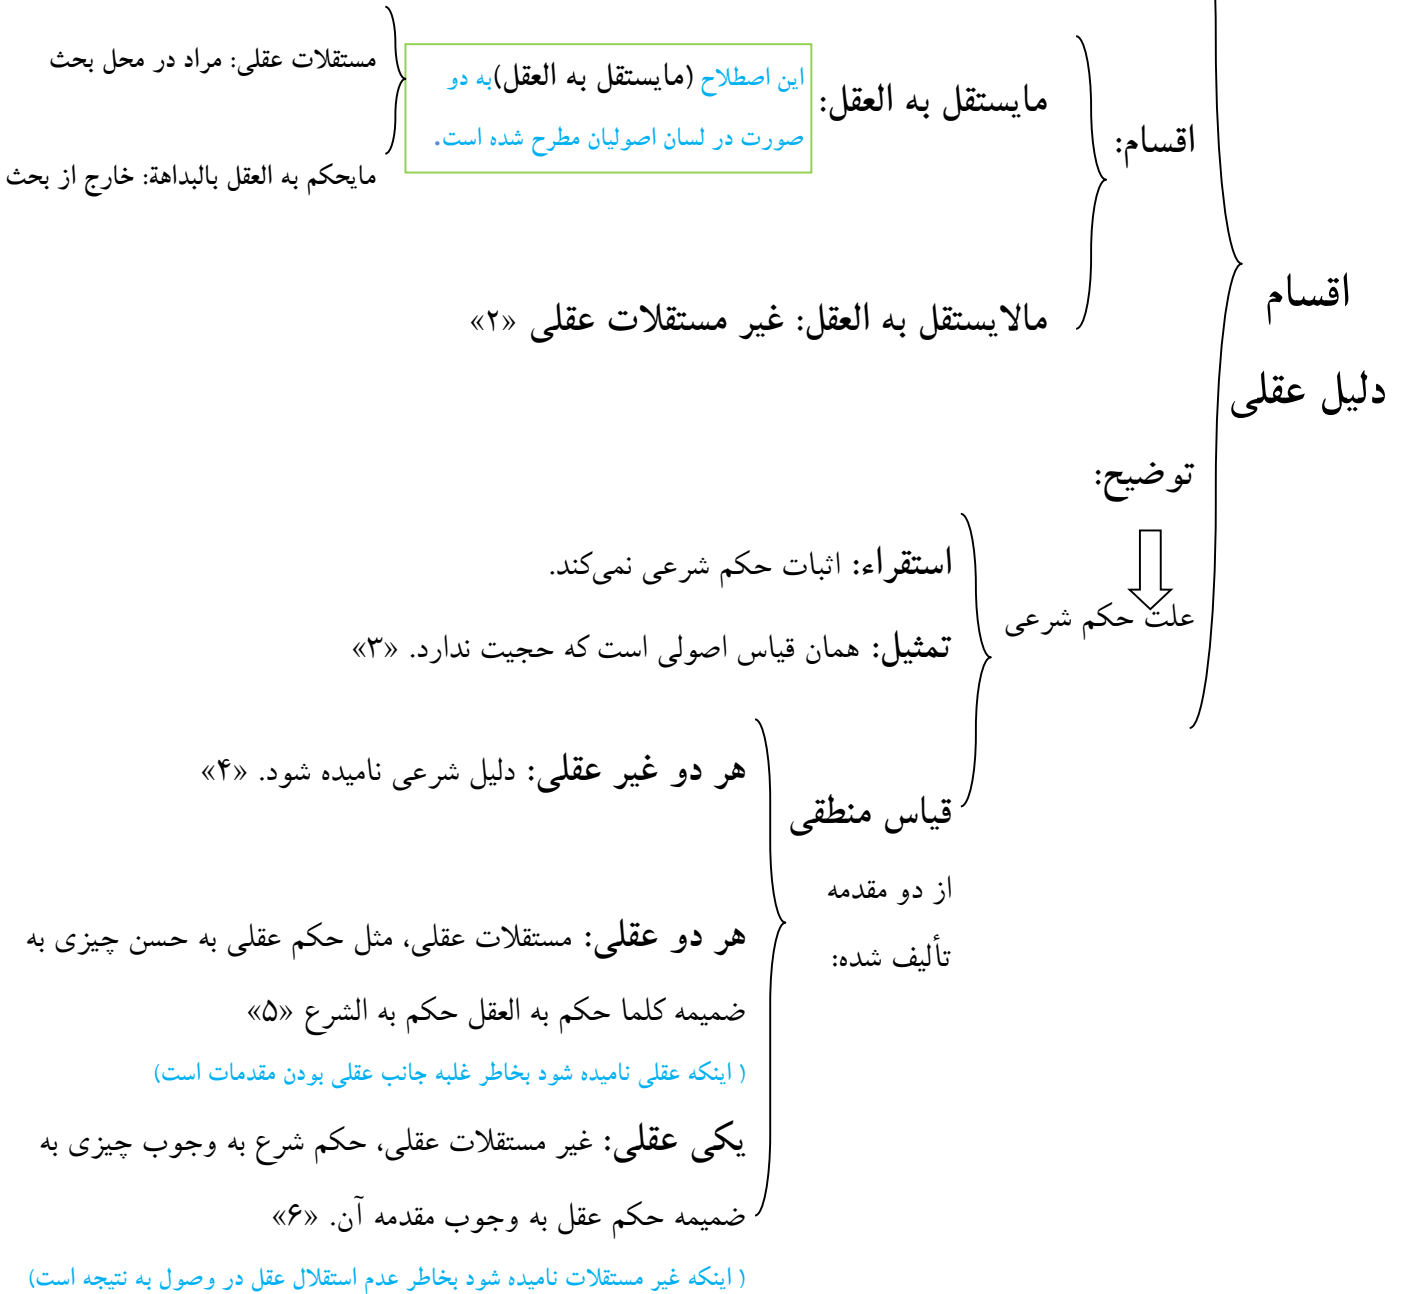 اقسام
دلیل عقلی
اقسام:
مایستقل به العقل:
این اصطلاح (مایستقل به العقل)به دو
صورت در لسان اصولیان مطرح شده است.
مستقلات عقلی: مراد در محل بحث
مایحکم به العقل بالبداهة: خارج از بحث
مالایستقل به العقل: غیر مستقلات عقلی «۲»
توضیح:
علت حکم شرعی
استقراء: اثبات حکم شرعی نمی‌کند.
تمثیل: همان قیاس اصولی است که حجیت ندارد. «۳»
قیاس منطقی
از دو مقدمه
تألیف شده:
هر دو غیر عقلی: دلیل شرعی نامیده شود. «۴»
هر دو عقلی: مستقلات عقلی، مثل حکم عقلی به حسن چیزی به
ضمیمه کلما حکم به العقل حکم به الشرع «۵»
( اینکه عقلی نامیده شود بخاطر غلبه جانب عقلی بودن مقدمات است)
یکی عقلی: غیر مستقلات عقلی، حکم شرع به وجوب چیزی به
ضمیمه حکم عقل به وجوب مقدمه آن. «۶»
( اینکه غیر مستقلات نامیده شود بخاطر عدم استقلال عقل در وصول به نتیجه است)